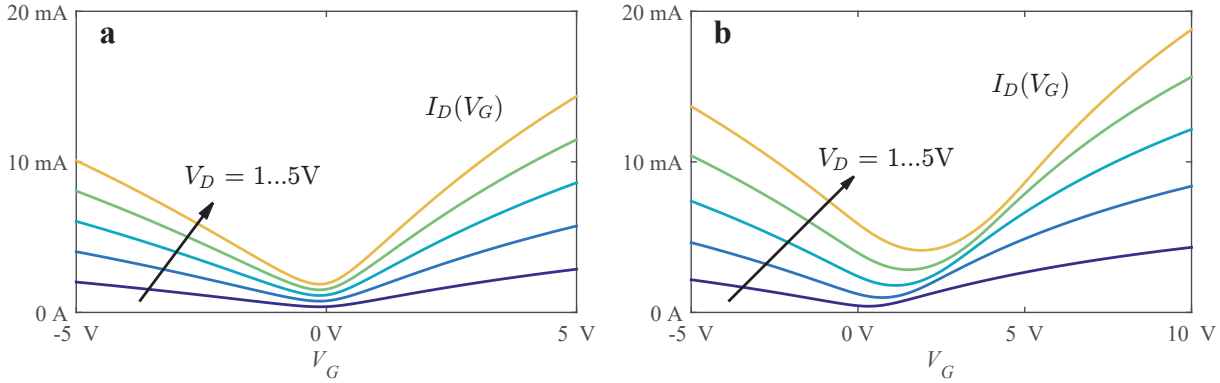 20 mA
a
I_D(V_G)
10 mA
V_D = 1...5V
0 A
-5 V
0 V
5 V
V_G
20 mA
b
I_D(V_G)
10 mA
V_D = 1...5V
0 A
-5 V
0 V
5 V
10 V
V_G